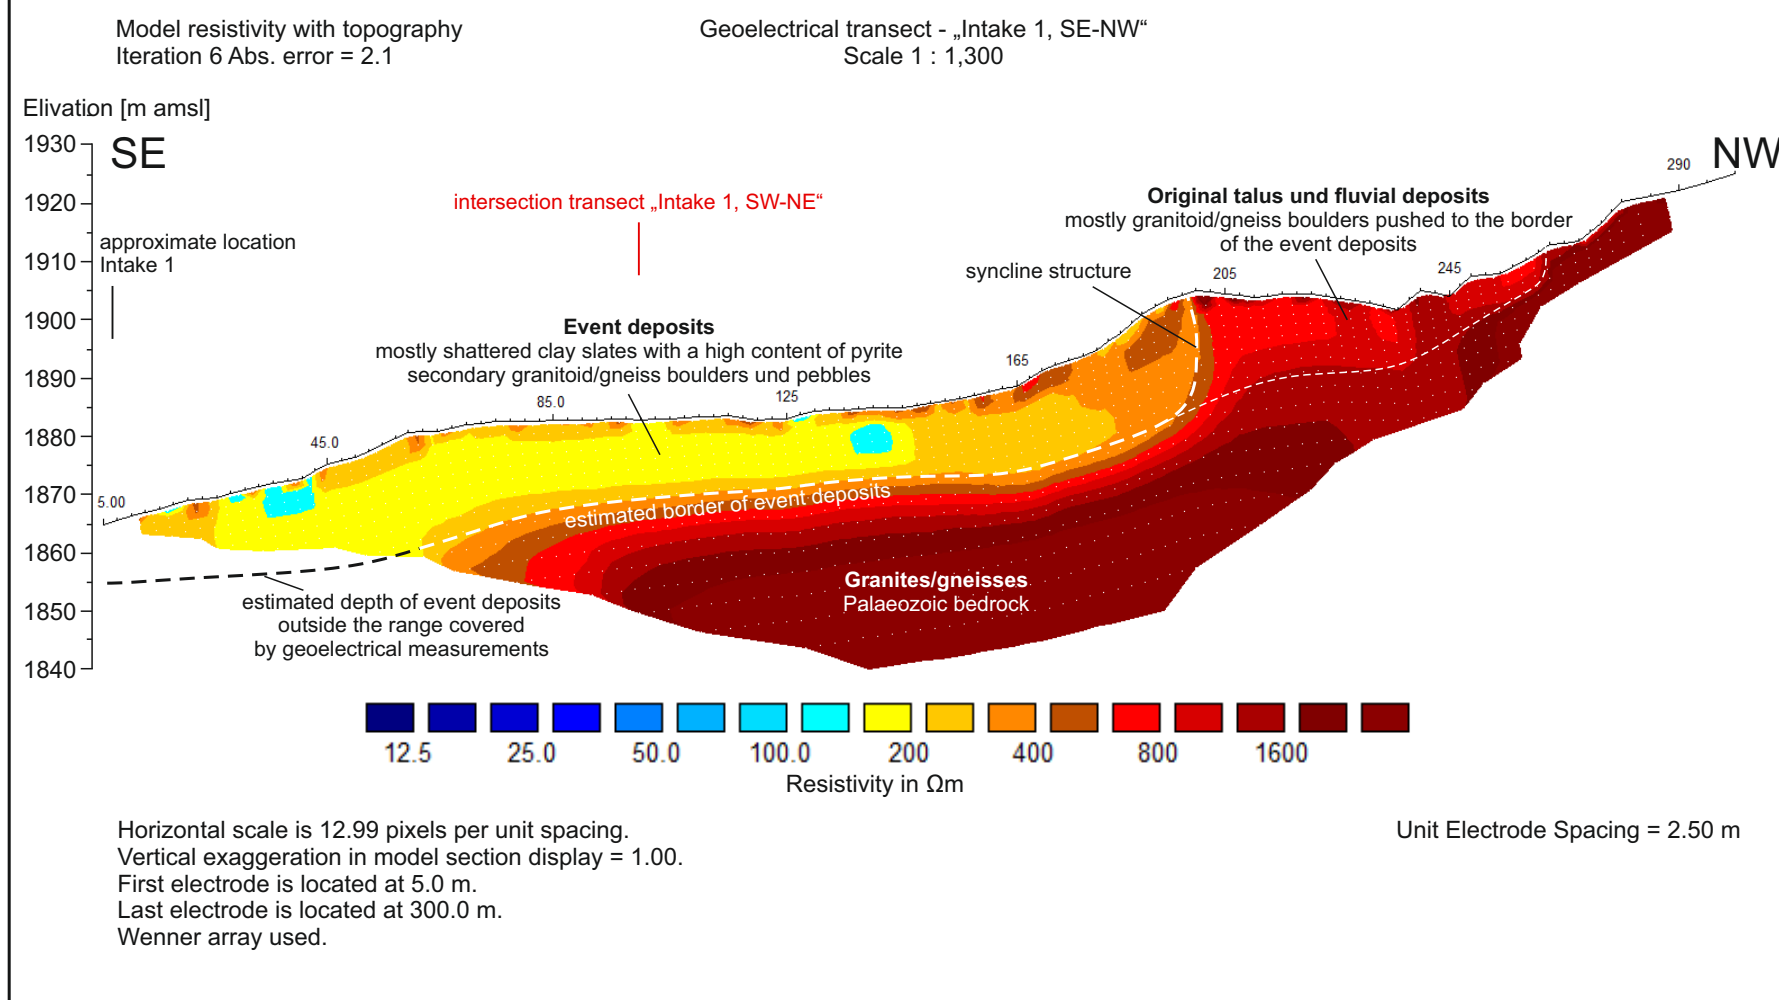 Model resistivity with topography
Iteration 6 Abs. error = 2.1
Geoelectrical transect - „Intake 1, SE-NW“
Scale 1 : 1,300
Elivation [m amsl]
1930
SE
NW
290
1920
intersection transect „Intake 1, SW-NE“
Original talus und fluvial deposits
mostly granitoid/gneiss boulders pushed to the border
of the event deposits
approximate location
Intake 1
1910
syncline structure
205
245
1900
Event deposits
mostly shattered clay slates with a high content of pyrite
secondary granitoid/gneiss boulders und pebbles
165
1890
85.0
125
1880
45.0
1870
5.00
estimated border of event deposits
1860
Granites/gneisses
Palaeozoic bedrock
estimated depth of event deposits
outside the range covered
by geoelectrical measurements
1850
1840
12.5
25.0
50.0
100.0
200
400
800
1600
Resistivity in Ωm
Horizontal scale is 12.99 pixels per unit spacing.
Vertical exaggeration in model section display = 1.00.
First electrode is located at 5.0 m.
Last electrode is located at 300.0 m.
Wenner array used.
Unit Electrode Spacing = 2.50 m